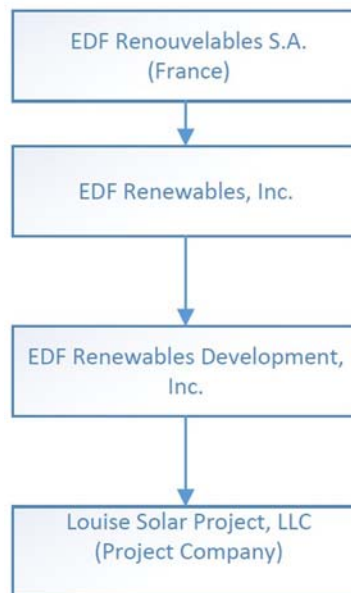 EDF Renouvelables S.A.
(France)
EDF Renewables, Inc.
EDF Renewables Development,
Inc.
Louise Solar Project, LLC
(Project Company)